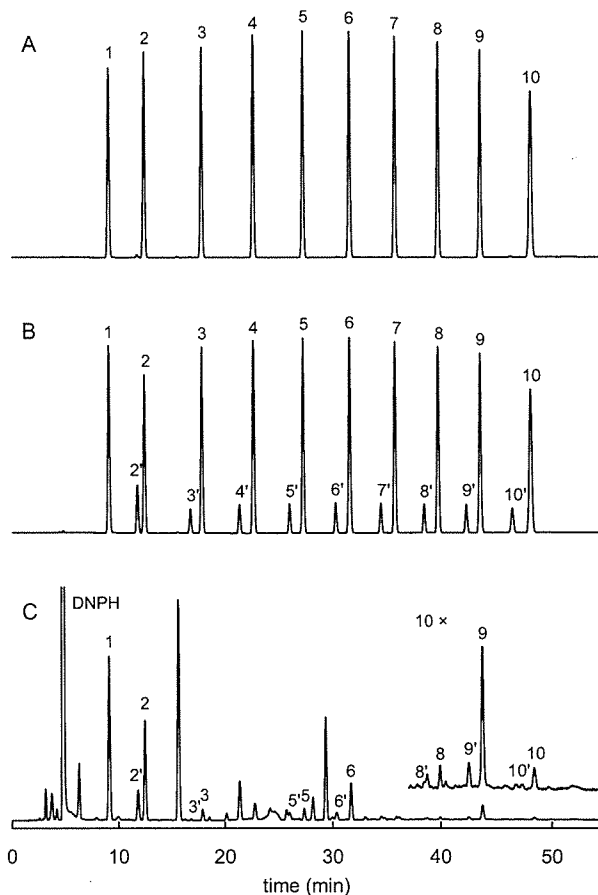 A
1 2 3 4 5 6 7 8 9 10
B
1 2' 2 3' 3 4' 4 5' 5 6' 6 7' 7 8' 8 9' 9 10' 10
C
DNPH
10 ×
1 2' 2 3' 3 5' 5 6' 6 8' 8 9' 9 10' 10
0 10 20 30 40 50
time (min)